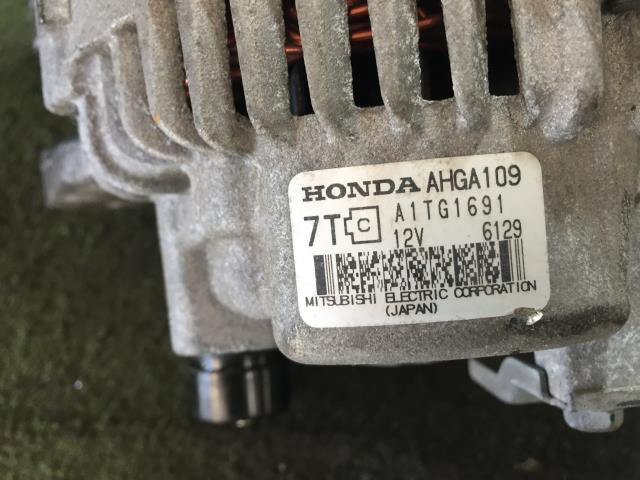 HONDA AHGA109
7T C A1TG1691
12V 6129
MITSUBISHI ELECTRIC CORPORATION
(JAPAN)